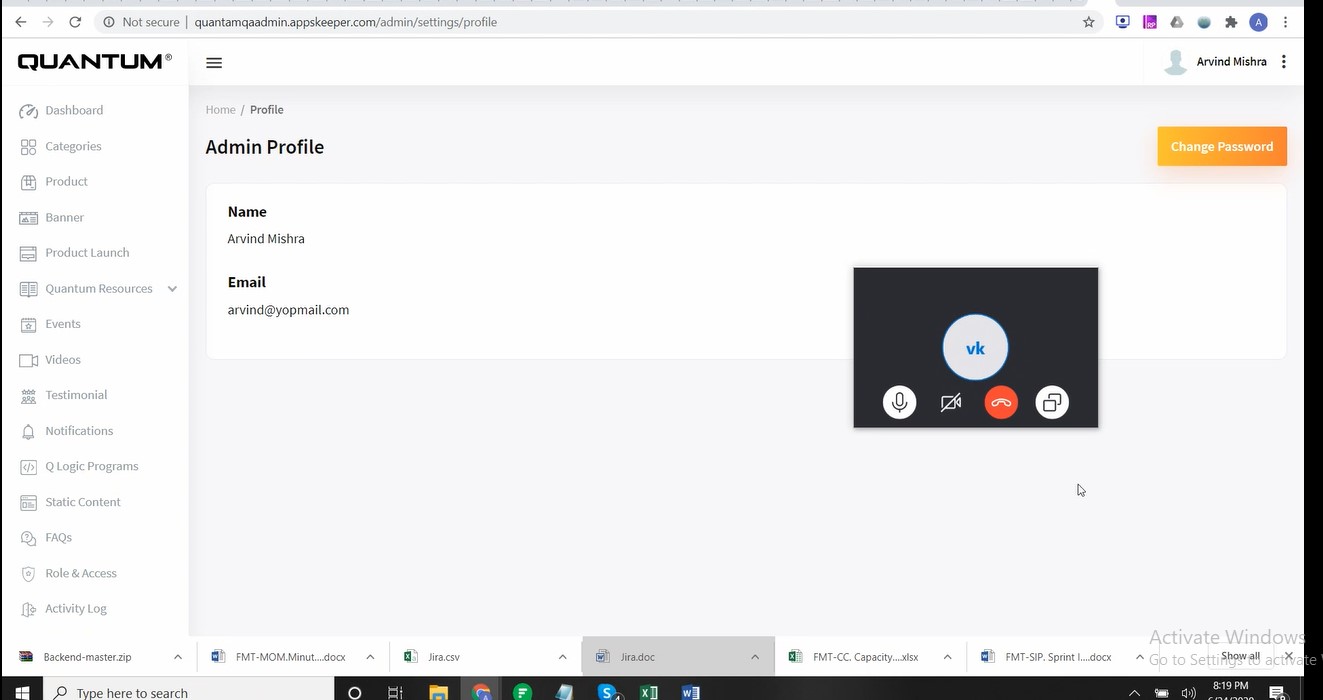 Not secure | quantamqaadmin.appskeeper.com/admin/settings/profile
A
QUANTUM®
Arvind Mishra
Dashboard
Categories
Product
Banner
Product Launch
Quantum Resources
Events
Videos
Testimonial
Notifications
Q Logic Programs
Static Content
FAQs
Role & Access
Activity Log
Home / Profile
Admin Profile
Change Password
Name
Arvind Mishra
Email
arvind@yopmail.com
vk
Activate Windows
Go to Settings to activate
Backend-master.zip
FMT-MOM.Minut....docx
Jira.csv
Jira.doc
FMT-CC. Capacity....xlsx
FMT-SIP. Sprint I....docx
Show all
Type here to search
8:19 PM